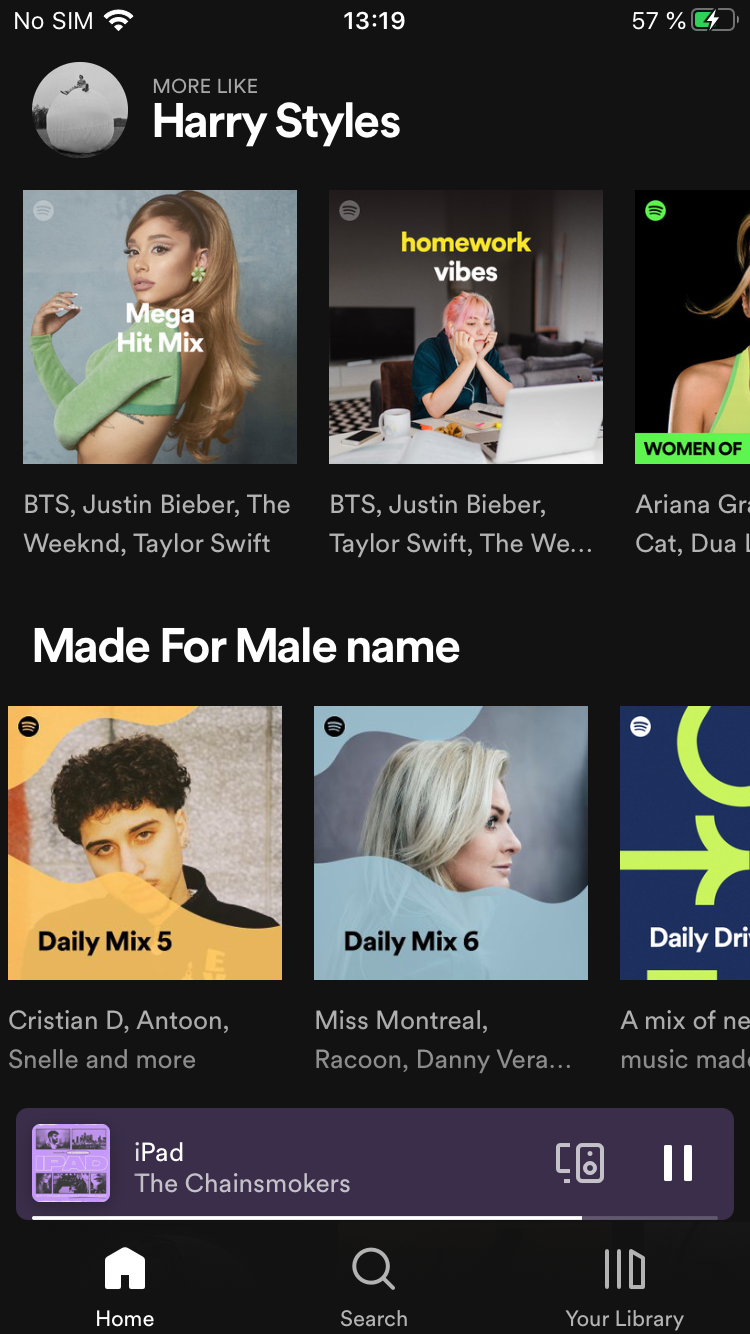 No SIM 13:19 57 %
MORE LIKE
Harry Styles
Mega
Hit Mix
homework
vibes
WOMEN OF
BTS, Justin Bieber, The
Weeknd, Taylor Swift
BTS, Justin Bieber,
Taylor Swift, The We...
Ariana Gra
Cat, Dua L
Made For Male name
Daily Mix 5
Daily Mix 6
Daily Dri
Cristian D, Antoon,
Snelle and more
Miss Montreal,
Racoon, Danny Vera...
A mix of ne
music made
IPAD
iPad
The Chainsmokers
Home
Search
Your Library